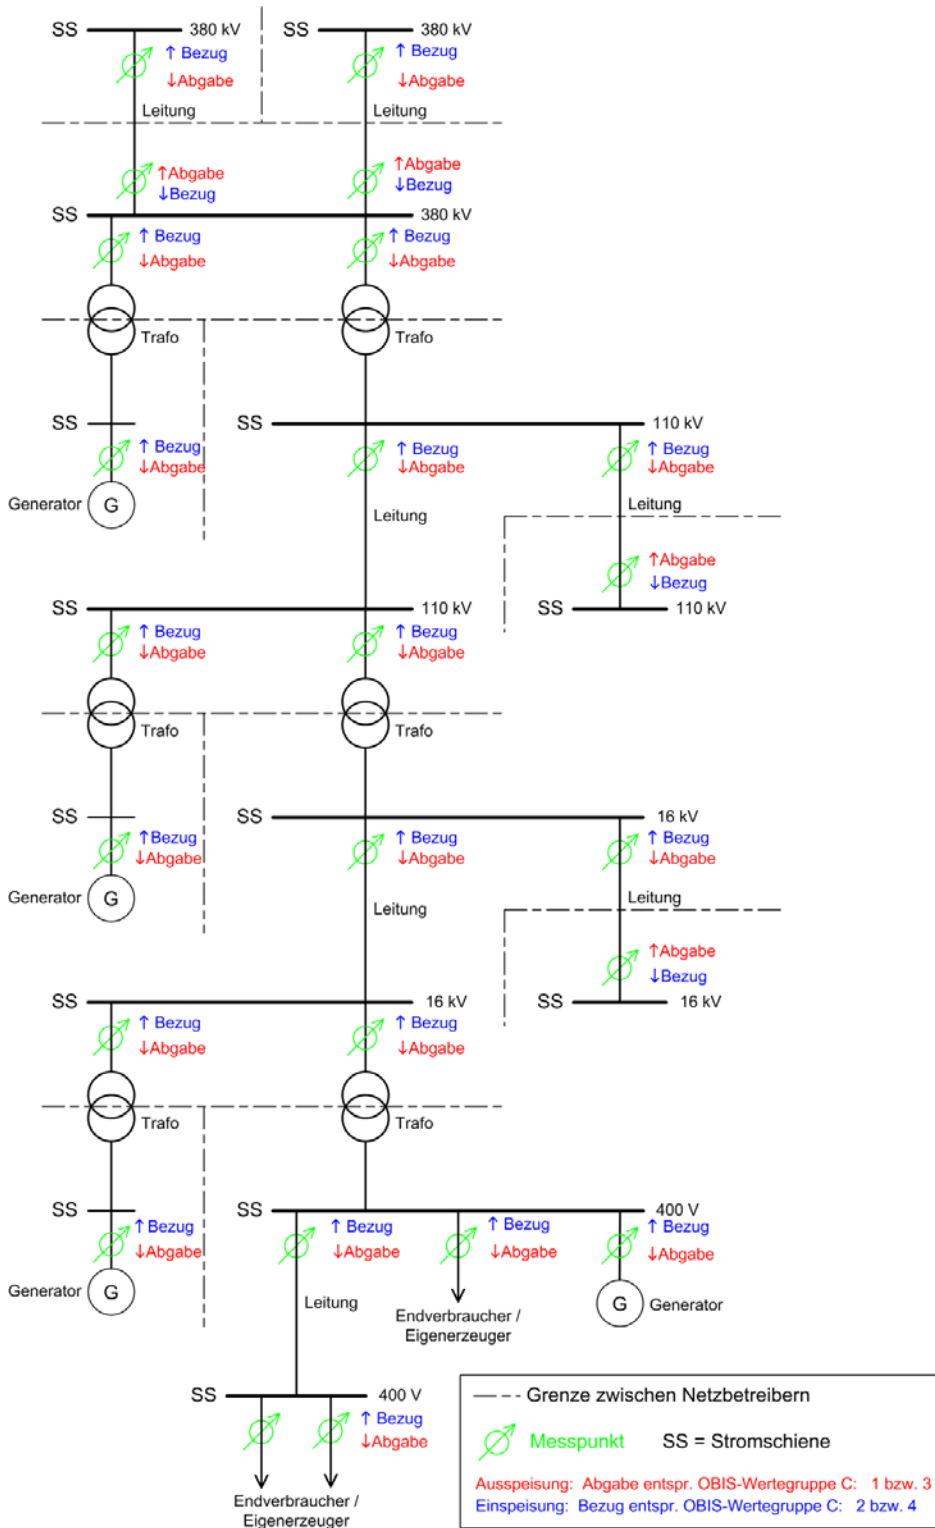 SS 380 kV SS 380 kV
↑ Bezug ↑ Bezug
↓Abgabe ↓Abgabe
Leitung Leitung
↑Abgabe ↑Abgabe
↓Bezug ↓Bezug
SS 380 kV
↑ Bezug ↑ Bezug
↓Abgabe ↓Abgabe
Trafo Trafo
SS SS 110 kV
↑ Bezug ↑ Bezug ↑ Bezug
↓Abgabe ↓Abgabe ↓Abgabe
Generator G
Leitung Leitung
↑Abgabe
↓Bezug
SS 110 kV SS 110 kV
↑ Bezug ↑ Bezug
↓Abgabe ↓Abgabe
Trafo Trafo
SS SS 16 kV
↑Bezug ↑ Bezug ↑ Bezug
↓Abgabe ↓Abgabe ↓Abgabe
Generator G
Leitung Leitung
↑Abgabe
↓Bezug
SS 16 kV SS 16 kV
↑ Bezug ↑ Bezug
↓Abgabe ↓Abgabe
Trafo Trafo
SS SS 400 V
↑ Bezug ↑ Bezug ↑ Bezug ↑ Bezug
↓Abgabe ↓Abgabe ↓Abgabe ↓Abgabe
Generator G
Leitung
G Generator
Endverbraucher /
Eigenerzeuger
SS 400 V
↑ Bezug
↓Abgabe
Endverbraucher /
Eigenerzeuger
Grenze zwischen Netzbetreibern
Messpunkt SS = Stromschiene
Ausspeisung: Abgabe entspr. OBIS-Wertegruppe C: 1 bzw. 3
Einspeisung: Bezug entspr. OBIS-Wertegruppe C: 2 bzw. 4